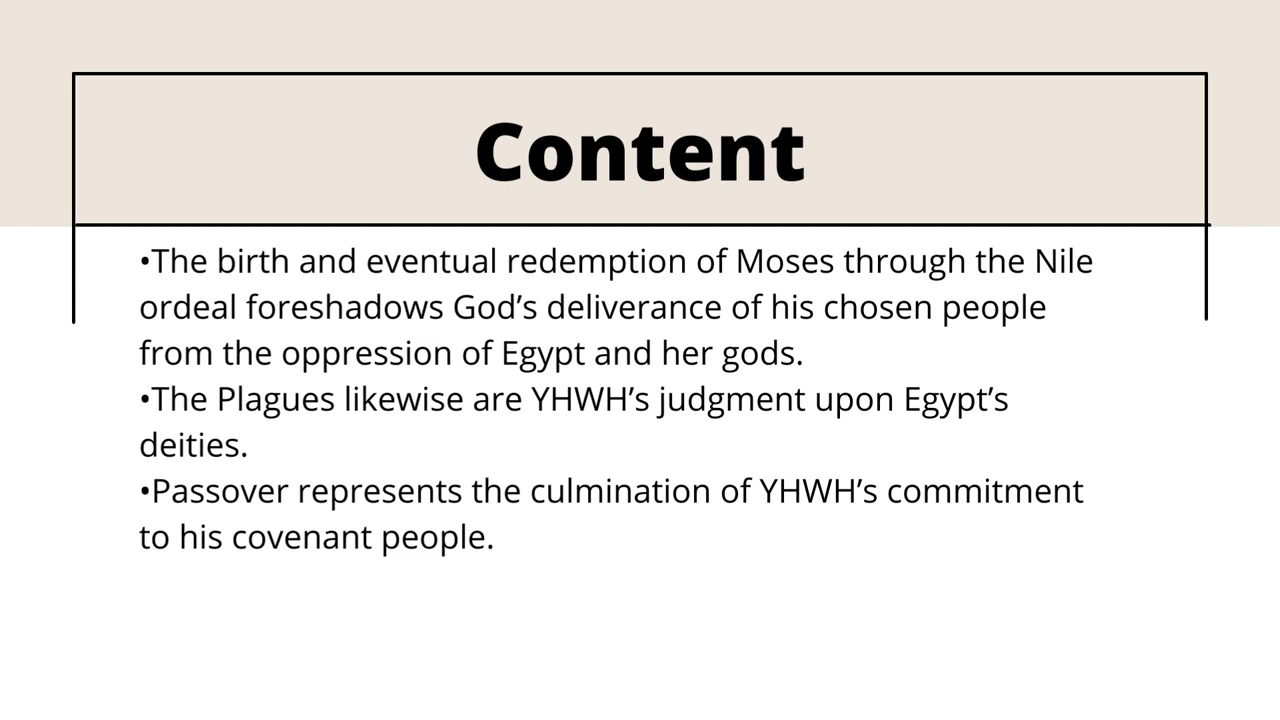 Content
•The birth and eventual redemption of Moses through the Nile
ordeal foreshadows God’s deliverance of his chosen people
from the oppression of Egypt and her gods.
•The Plagues likewise are YHWH’s judgment upon Egypt’s
deities.
•Passover represents the culmination of YHWH’s commitment
to his covenant people.